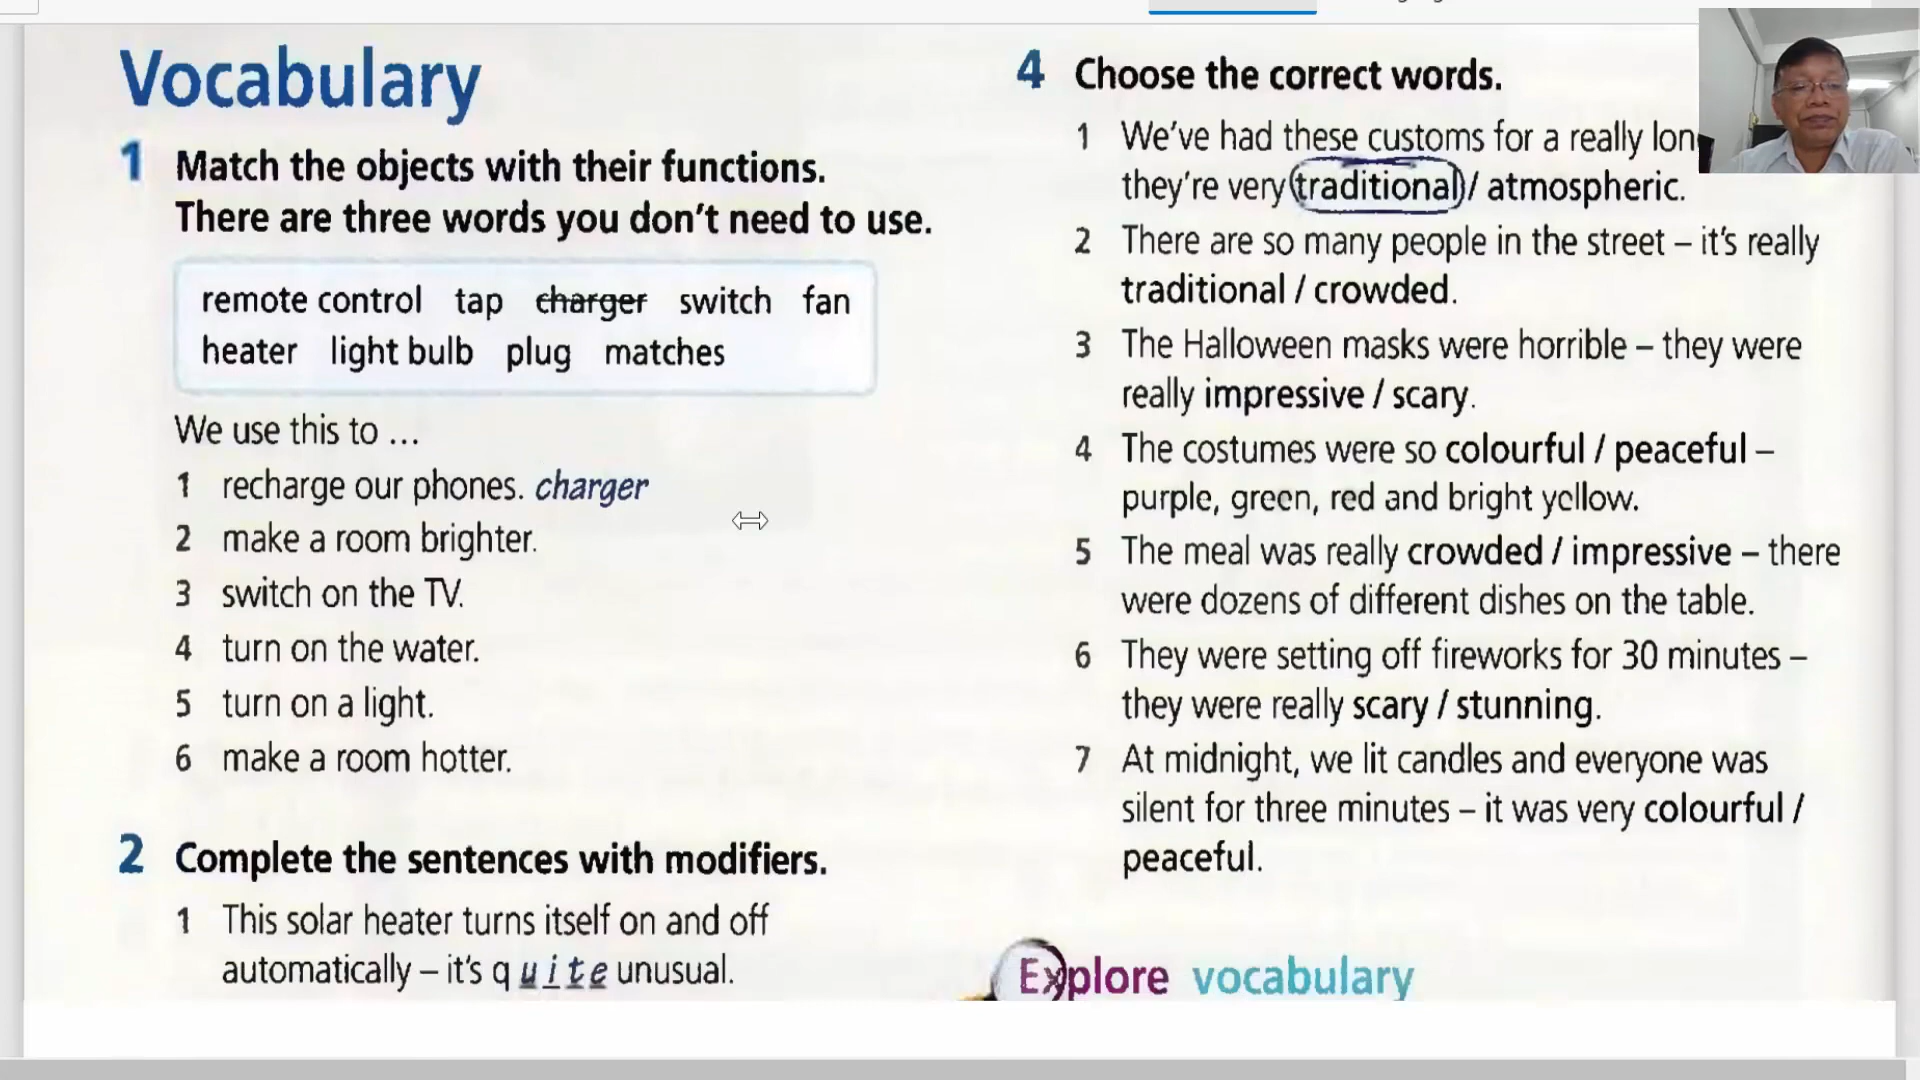 Vocabulary
1 Match the objects with their functions.
There are three words you don't need to use.
remote control tap charger switch fan
heater light bulb plug matches
We use this to ...
1 recharge our phones. charger
2 make a room brighter.
3 switch on the TV.
4 turn on the water.
5 turn on a light.
6 make a room hotter.
2 Complete the sentences with modifiers.
1 This solar heater turns itself on and off
automatically – it's q u i t e unusual.
4 Choose the correct words.
1 We've had these customs for a really
they're very traditional / atmospheric.
2 There are so many people in the street – it's really
traditional / crowded.
3 The Halloween masks were horrible – they were
really impressive / scary.
4 The costumes were so colourful / peaceful –
purple, green, red and bright yellow.
5 The meal was really crowded / impressive – there
were dozens of different dishes on the table.
6 They were setting off fireworks for 30 minutes –
they were really scary / stunning.
7 At midnight, we lit candles and everyone was
silent for three minutes – it was very colourful /
peaceful.
Explore vocabulary